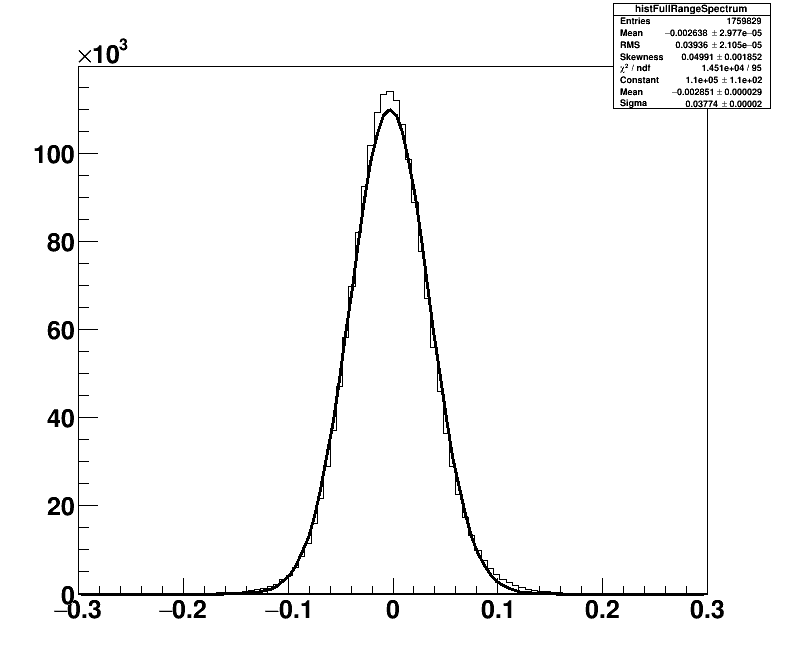 histFullRangeSpectrum
Entries 1759829
Mean −0.002638 ± 2.977e−05
RMS 0.03936 ± 2.105e−05
Skewness 0.04991 ± 0.001852
χ² / ndf 1.451e+04 / 95
Constant 1.1e+05 ± 1.1e+02
Mean −0.002851 ± 0.000029
Sigma 0.03774 ± 0.00002
×10³
100
80
60
40
20
0
−0.3 −0.2 −0.1 0 0.1 0.2 0.3